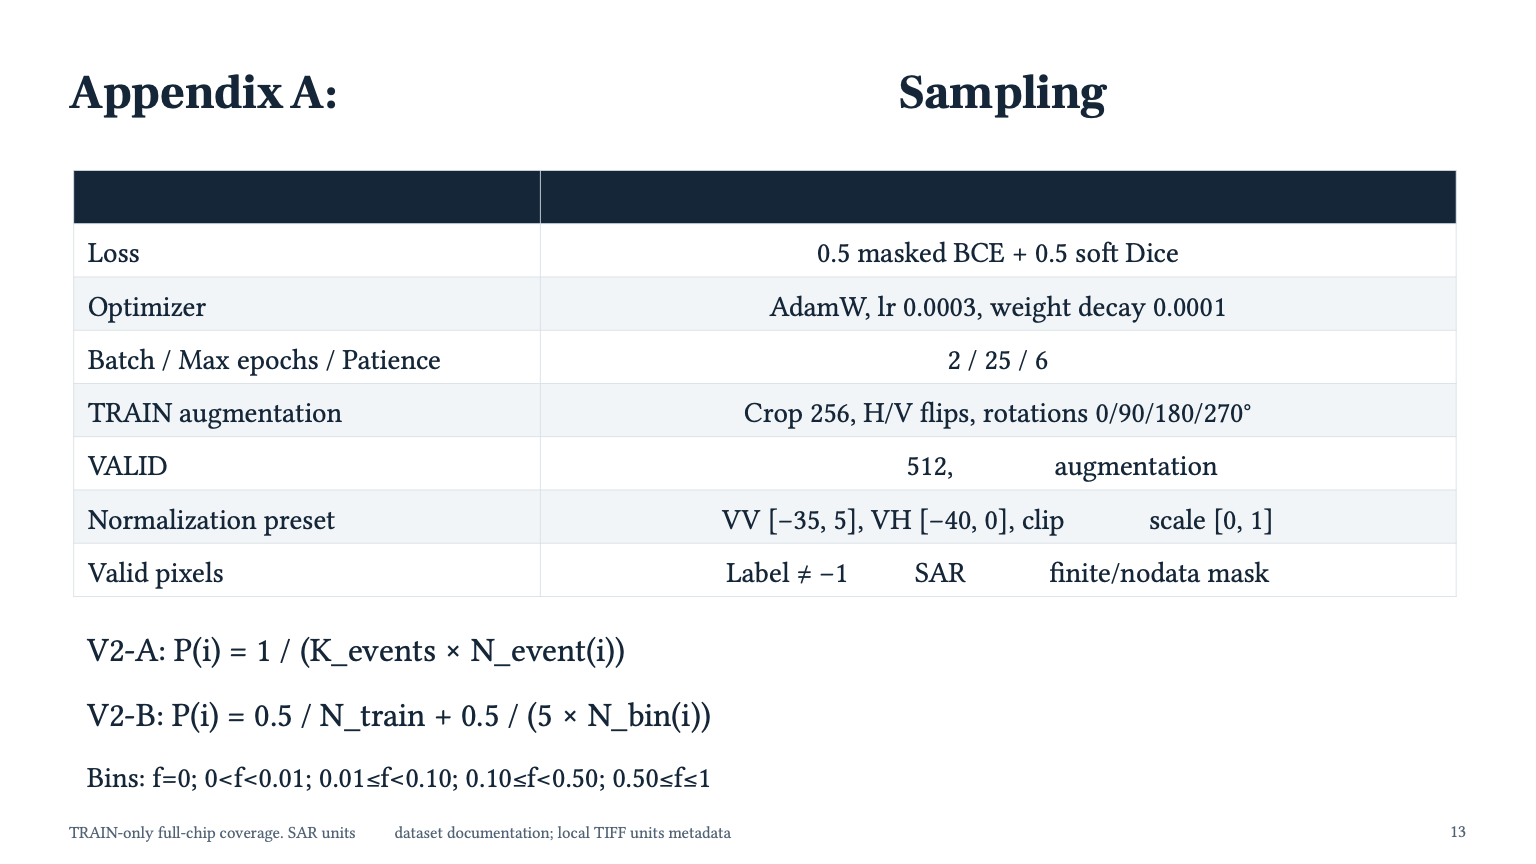 Appendix A: Sampling
Loss 0.5 masked BCE + 0.5 soft Dice
Optimizer AdamW, lr 0.0003, weight decay 0.0001
Batch / Max epochs / Patience 2 / 25 / 6
TRAIN augmentation Crop 256, H/V flips, rotations 0/90/180/270°
VALID 512, augmentation
Normalization preset VV [−35, 5], VH [−40, 0], clip scale [0, 1]
Valid pixels Label ≠ −1 SAR finite/nodata mask
V2-A: P(i) = 1 / (K_events × N_event(i))
V2-B: P(i) = 0.5 / N_train + 0.5 / (5 × N_bin(i))
Bins: f=0; 0<f<0.01; 0.01≤f<0.10; 0.10≤f<0.50; 0.50≤f≤1
TRAIN-only full-chip coverage. SAR units dataset documentation; local TIFF units metadata
13